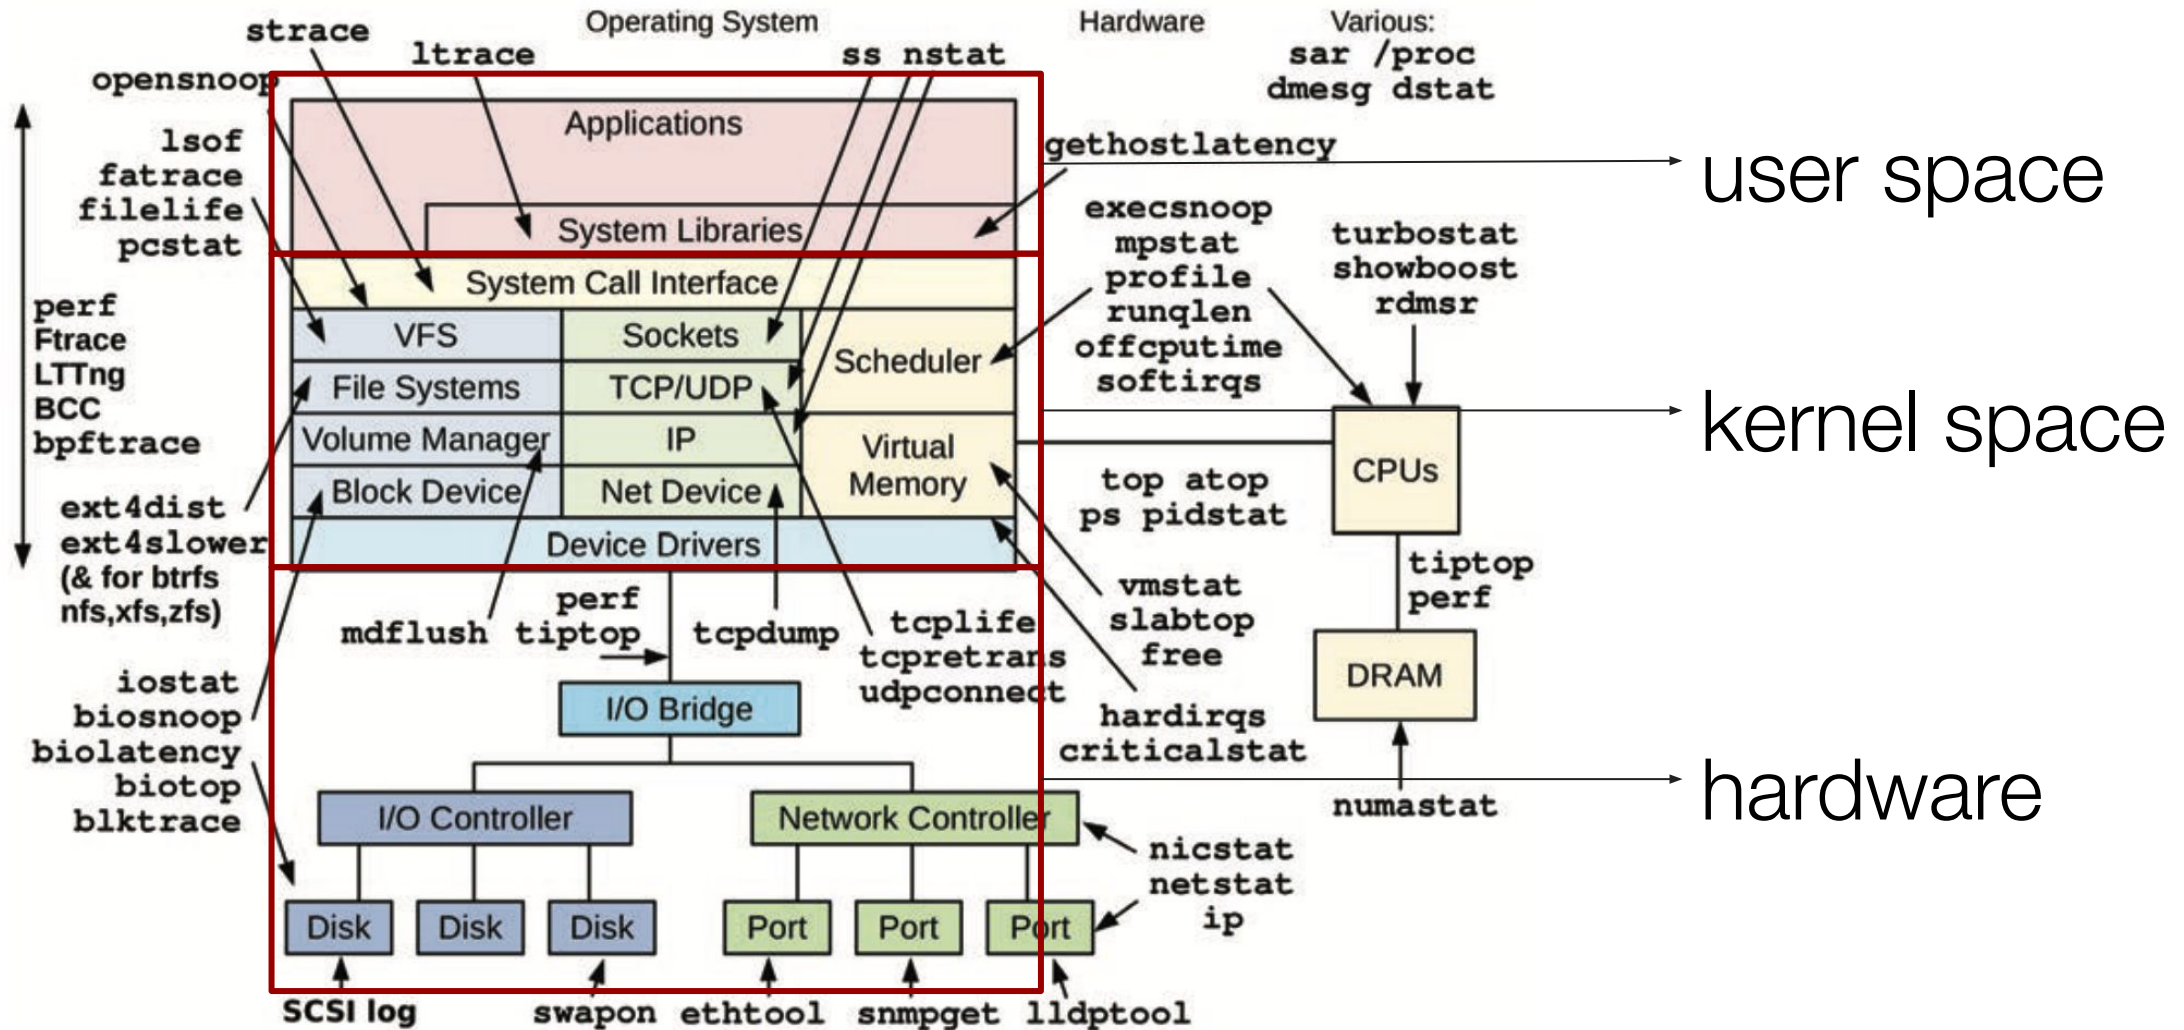 Operating System
Hardware
Various:
strace
ltrace
ss nstat
sar /proc
dmesg dstat
opensnoop
Applications
gethostlatency
user space
lsof
fatrace
filelife
pcstat
System Libraries
execsnoop
mpstat
profile
runqlen
offcputime
softirqs
turbostat
showboost
rdmsr
System Call Interface
perf
Ftrace
LTTng
BCC
bpftrace
VFS
Sockets
Scheduler
File Systems
TCP/UDP
kernel space
Volume Manager
IP
Virtual
Memory
CPUs
Block Device
Net Device
top atop
ps pidstat
ext4dist
ext4slower
(& for btrfs
nfs,xfs,zfs)
Device Drivers
tiptop
perf
mdflush
perf
tiptop
tcpdump
tcplife
tcpretrans
udpconnect
vmstat
slabtop
free
DRAM
iostat
biosnoop
biolatency
biotop
blktrace
I/O Bridge
hardirqs
criticalstat
hardware
numastat
I/O Controller
Network Controller
nicstat
netstat
ip
Disk
Disk
Disk
Port
Port
Port
SCSI log
swapon
ethtool
snmpget
lldptool